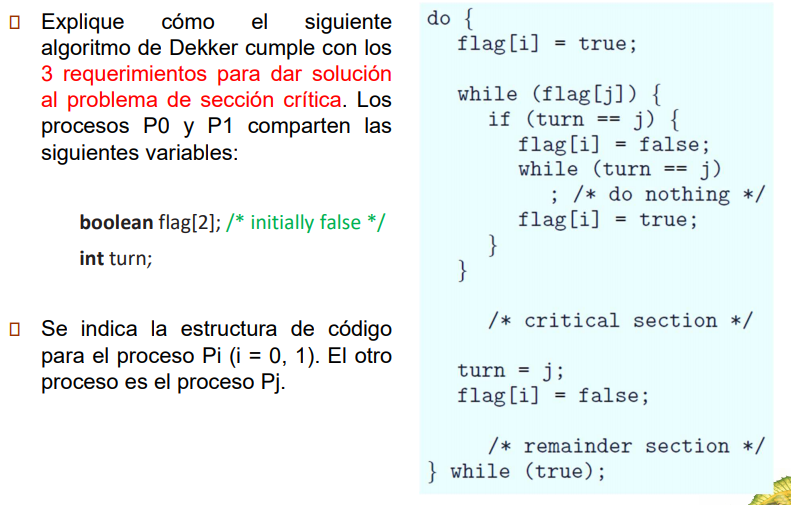 Explique cómo el siguiente
algoritmo de Dekker cumple con los
3 requerimientos para dar solución
al problema de sección crítica. Los
procesos P0 y P1 comparten las
siguientes variables:
boolean flag[2]; /* initially false */
int turn;
Se indica la estructura de código
para el proceso Pi (i = 0, 1). El otro
proceso es el proceso Pj.
do {
flag[i] = true;
while (flag[j]) {
if (turn == j) {
flag[i] = false;
while (turn == j)
; /* do nothing */
flag[i] = true;
}
}
/* critical section */
turn = j;
flag[i] = false;
/* remainder section */
} while (true);